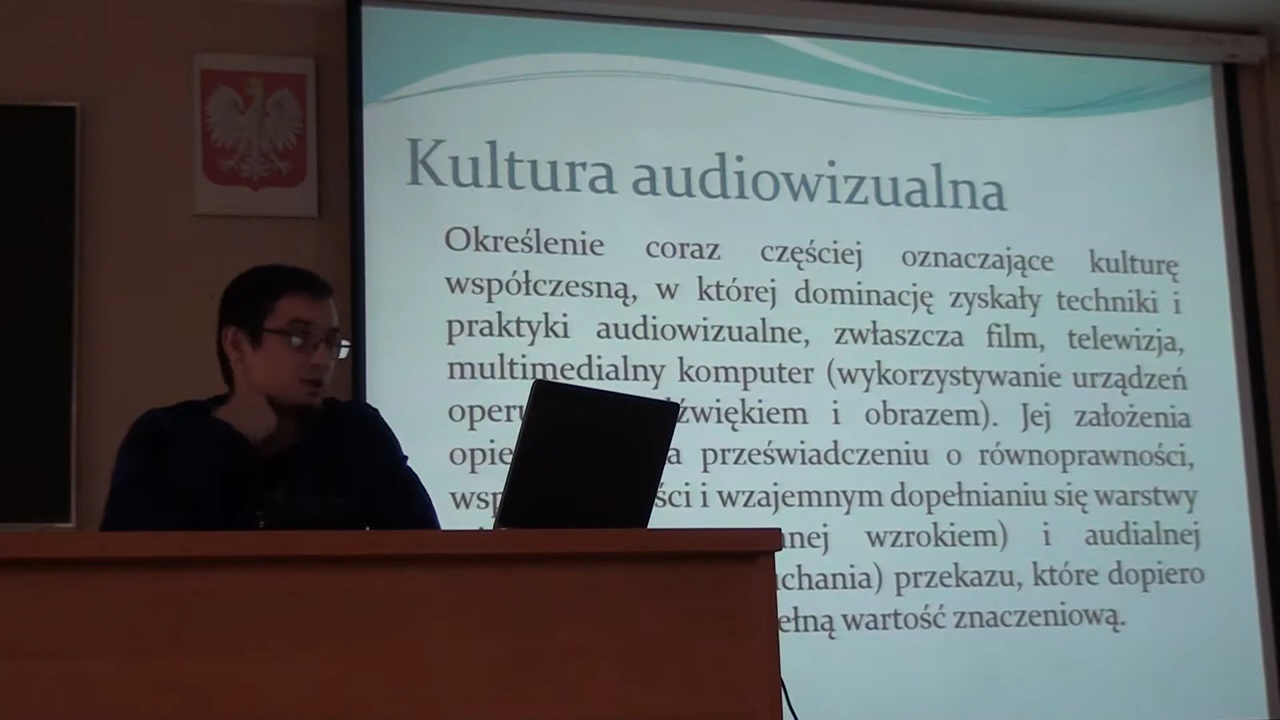 Kultura audiowizualna
Określenie coraz częściej oznaczające kulturę
współczesną, w której dominację zyskały techniki i
praktyki audiowizualne, zwłaszcza film, telewizja,
multimedialny komputer (wykorzystywanie urządzeń
i obrazem). Jej założenia
przeświadczeniu o równoprawności,
i wzajemnym dopełnianiu się warstwy
wzrokiem) i audialnej
przekazu, które dopiero
wartość znaczeniową.